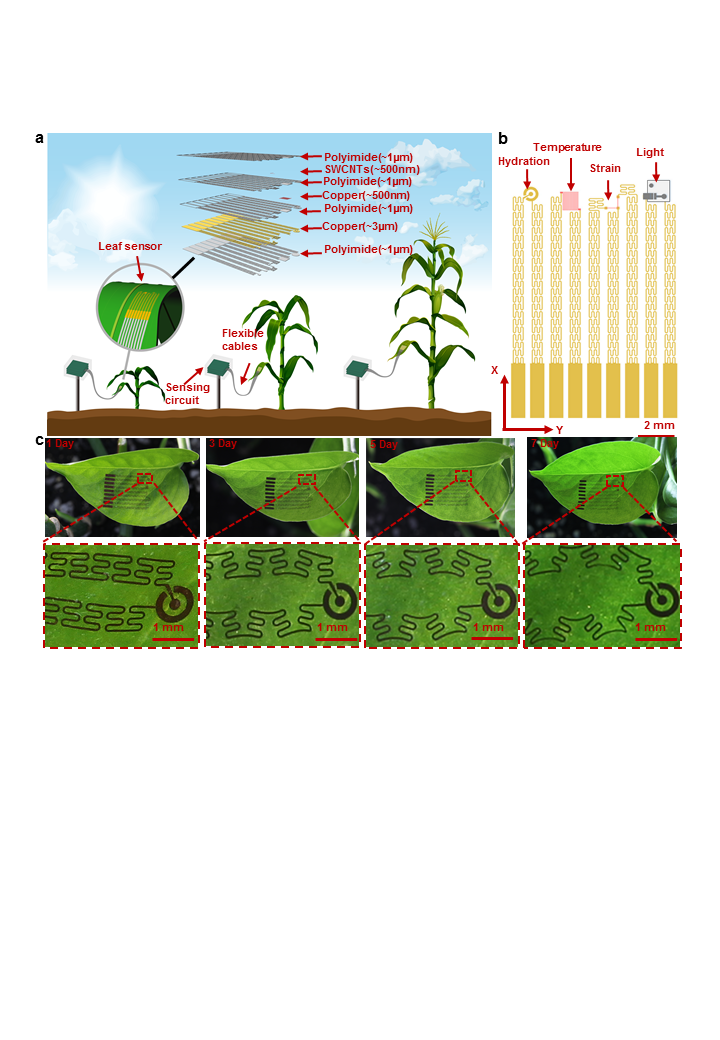 a
Polyimide(~1µm)
SWCNTs(~500nm)
Polyimide(~1µm)
Copper(~500nm)
Polyimide(~1µm)
Copper(~3µm)
Polyimide(~1µm)
Leaf sensor
Flexible
cables
Sensing
circuit
b
Hydration
Temperature
Strain
Light
X
Y
2 mm
c
1 Day
3 Day
5 Day
7 Day
1 mm
1 mm
1 mm
1 mm